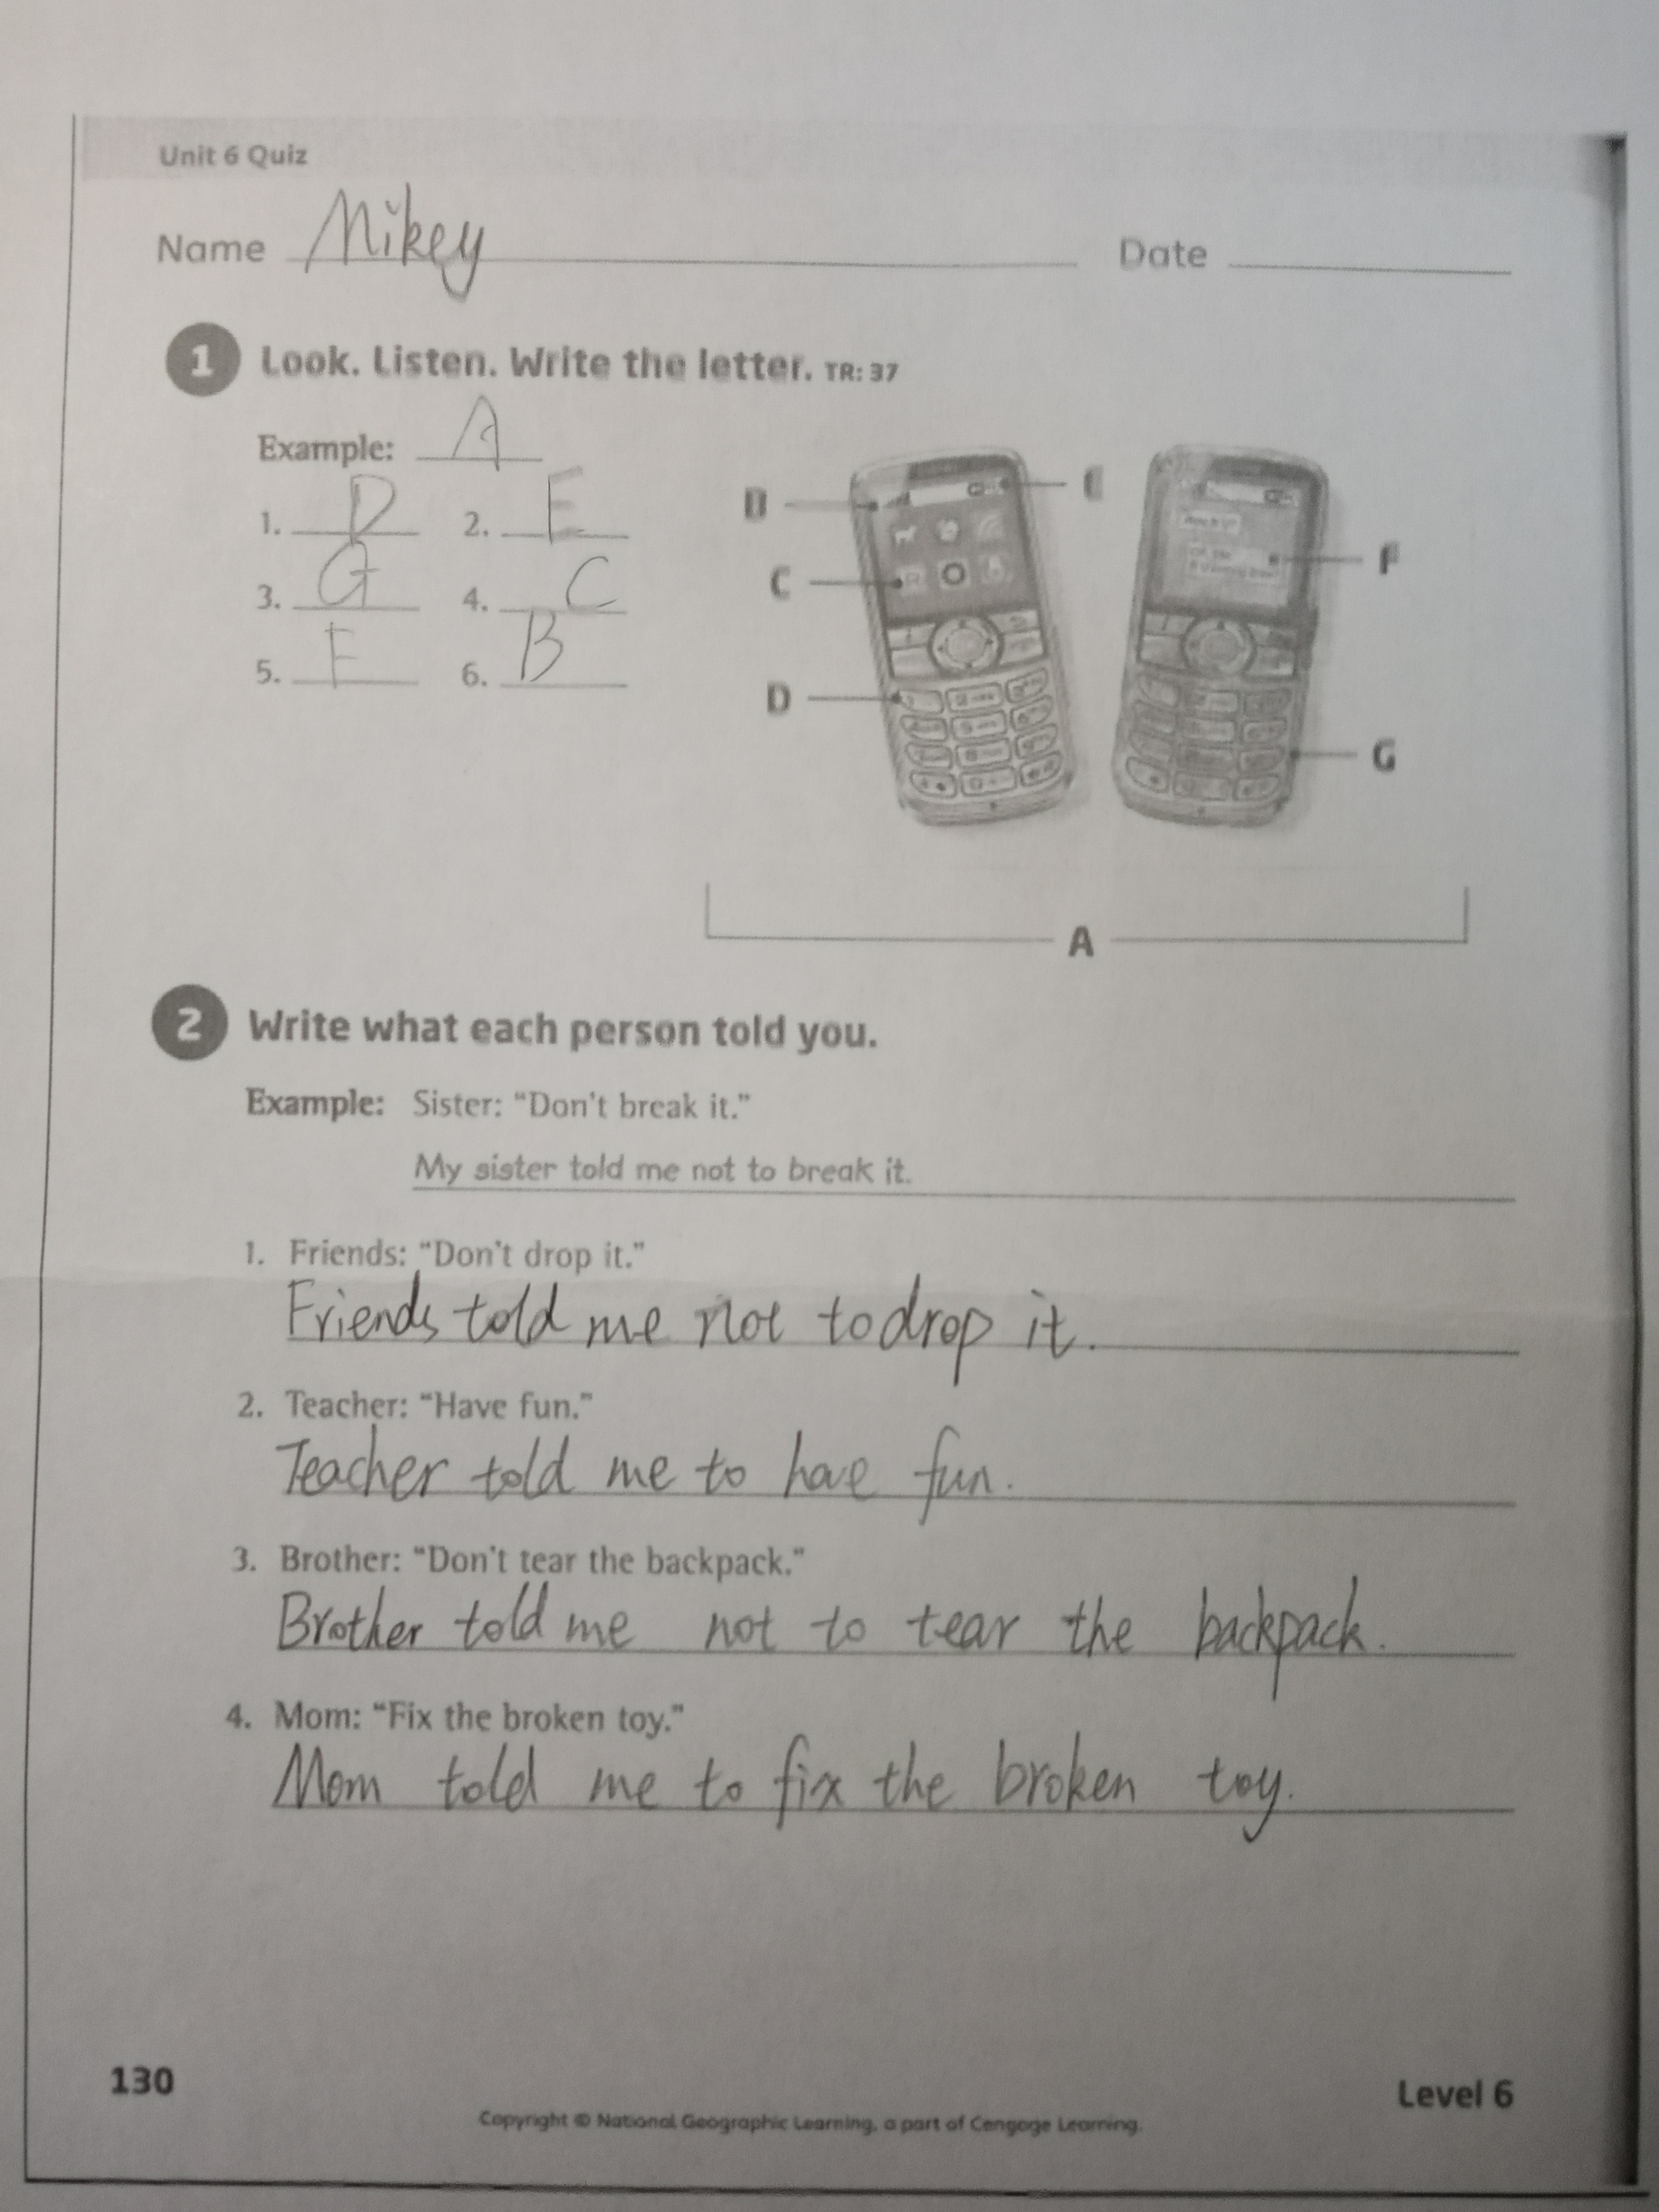 Unit 6 Quiz
Name Mikey Date
1 Look. Listen. Write the letter. TR: 37
Example: A
1. D 2. E
3. G 4. C
5. F 6. B
B
C
D
F
G
A
2 Write what each person told you.
Example: Sister: “Don't break it.”
My sister told me not to break it.
1. Friends: “Don't drop it.”
Friends told me not to drop it.
2. Teacher: “Have fun.”
Teacher told me to have fun.
3. Brother: “Don't tear the backpack.”
Brother told me not to tear the backpack.
4. Mom: “Fix the broken toy.”
Mom told me to fix the broken toy.
130
Level 6
Copyright © National Geographic Learning, a part of Cengage Learning.